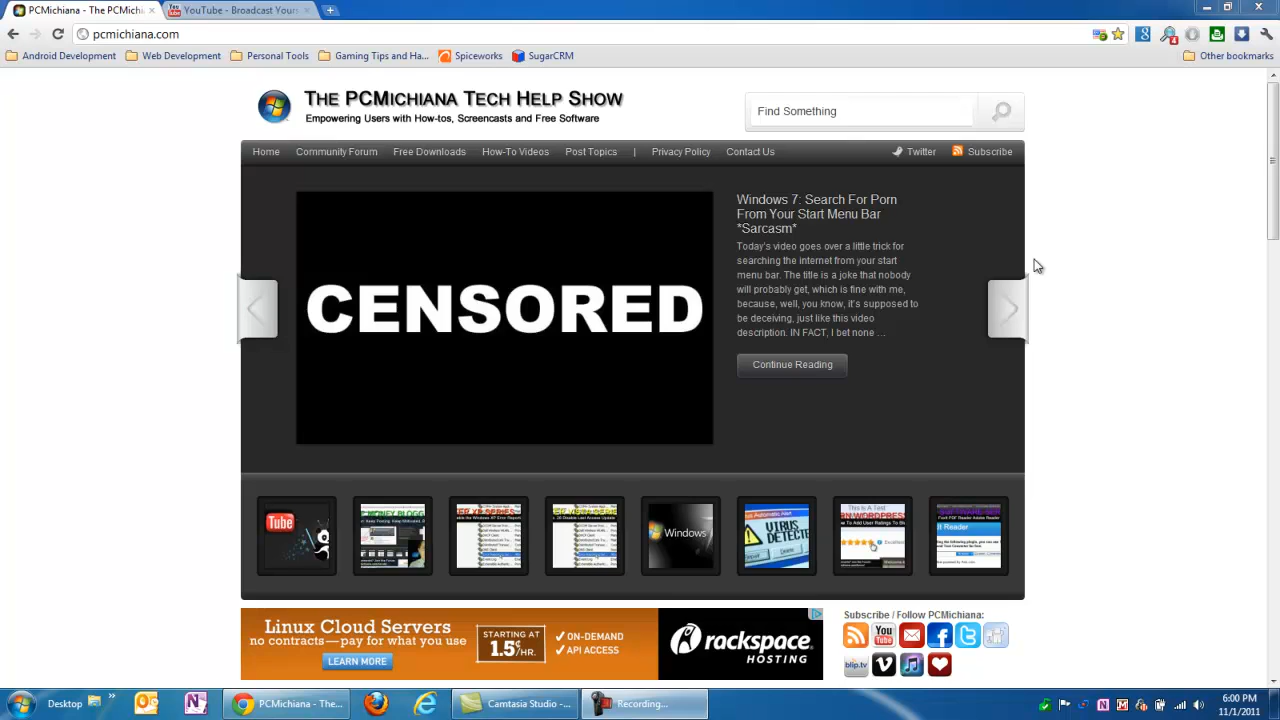 PCMichiana - The PCMichi...
YouTube - Broadcast Yours
pcmichiana.com
Android Development
Web Development
Personal Tools
Gaming Tips and Ha...
Spiceworks
SugarCRM
Other bookmarks
THE PCMICHIANA TECH HELP SHOW
Empowering Users with How-tos, Screencasts and Free Software
Find Something
Home
Community Forum
Free Downloads
How-To Videos
Post Topics
|
Privacy Policy
Contact Us
Twitter
Subscribe
CENSORED
Windows 7: Search For Porn
From Your Start Menu Bar
*Sarcasm*
Today's video goes over a little trick for
searching the internet from your start
menu bar. The title is a joke that nobody
will probably get, which is fine with me,
because, well, you know, it's supposed to
be deceiving, just like this video
description. IN FACT, I bet none ...
Continue Reading
YouTube
Windows
Linux Cloud Servers
no contracts—pay for what you use
LEARN MORE
STARTING AT
1.5¢/HR.
✓ ON-DEMAND
✓ API ACCESS
rackspace.
HOSTING
Subscribe / Follow PCMichiana:
You
Tube
blip.tv
Desktop
PCMichiana - The...
Camtasia Studio -...
Recording...
6:00 PM
11/1/2011